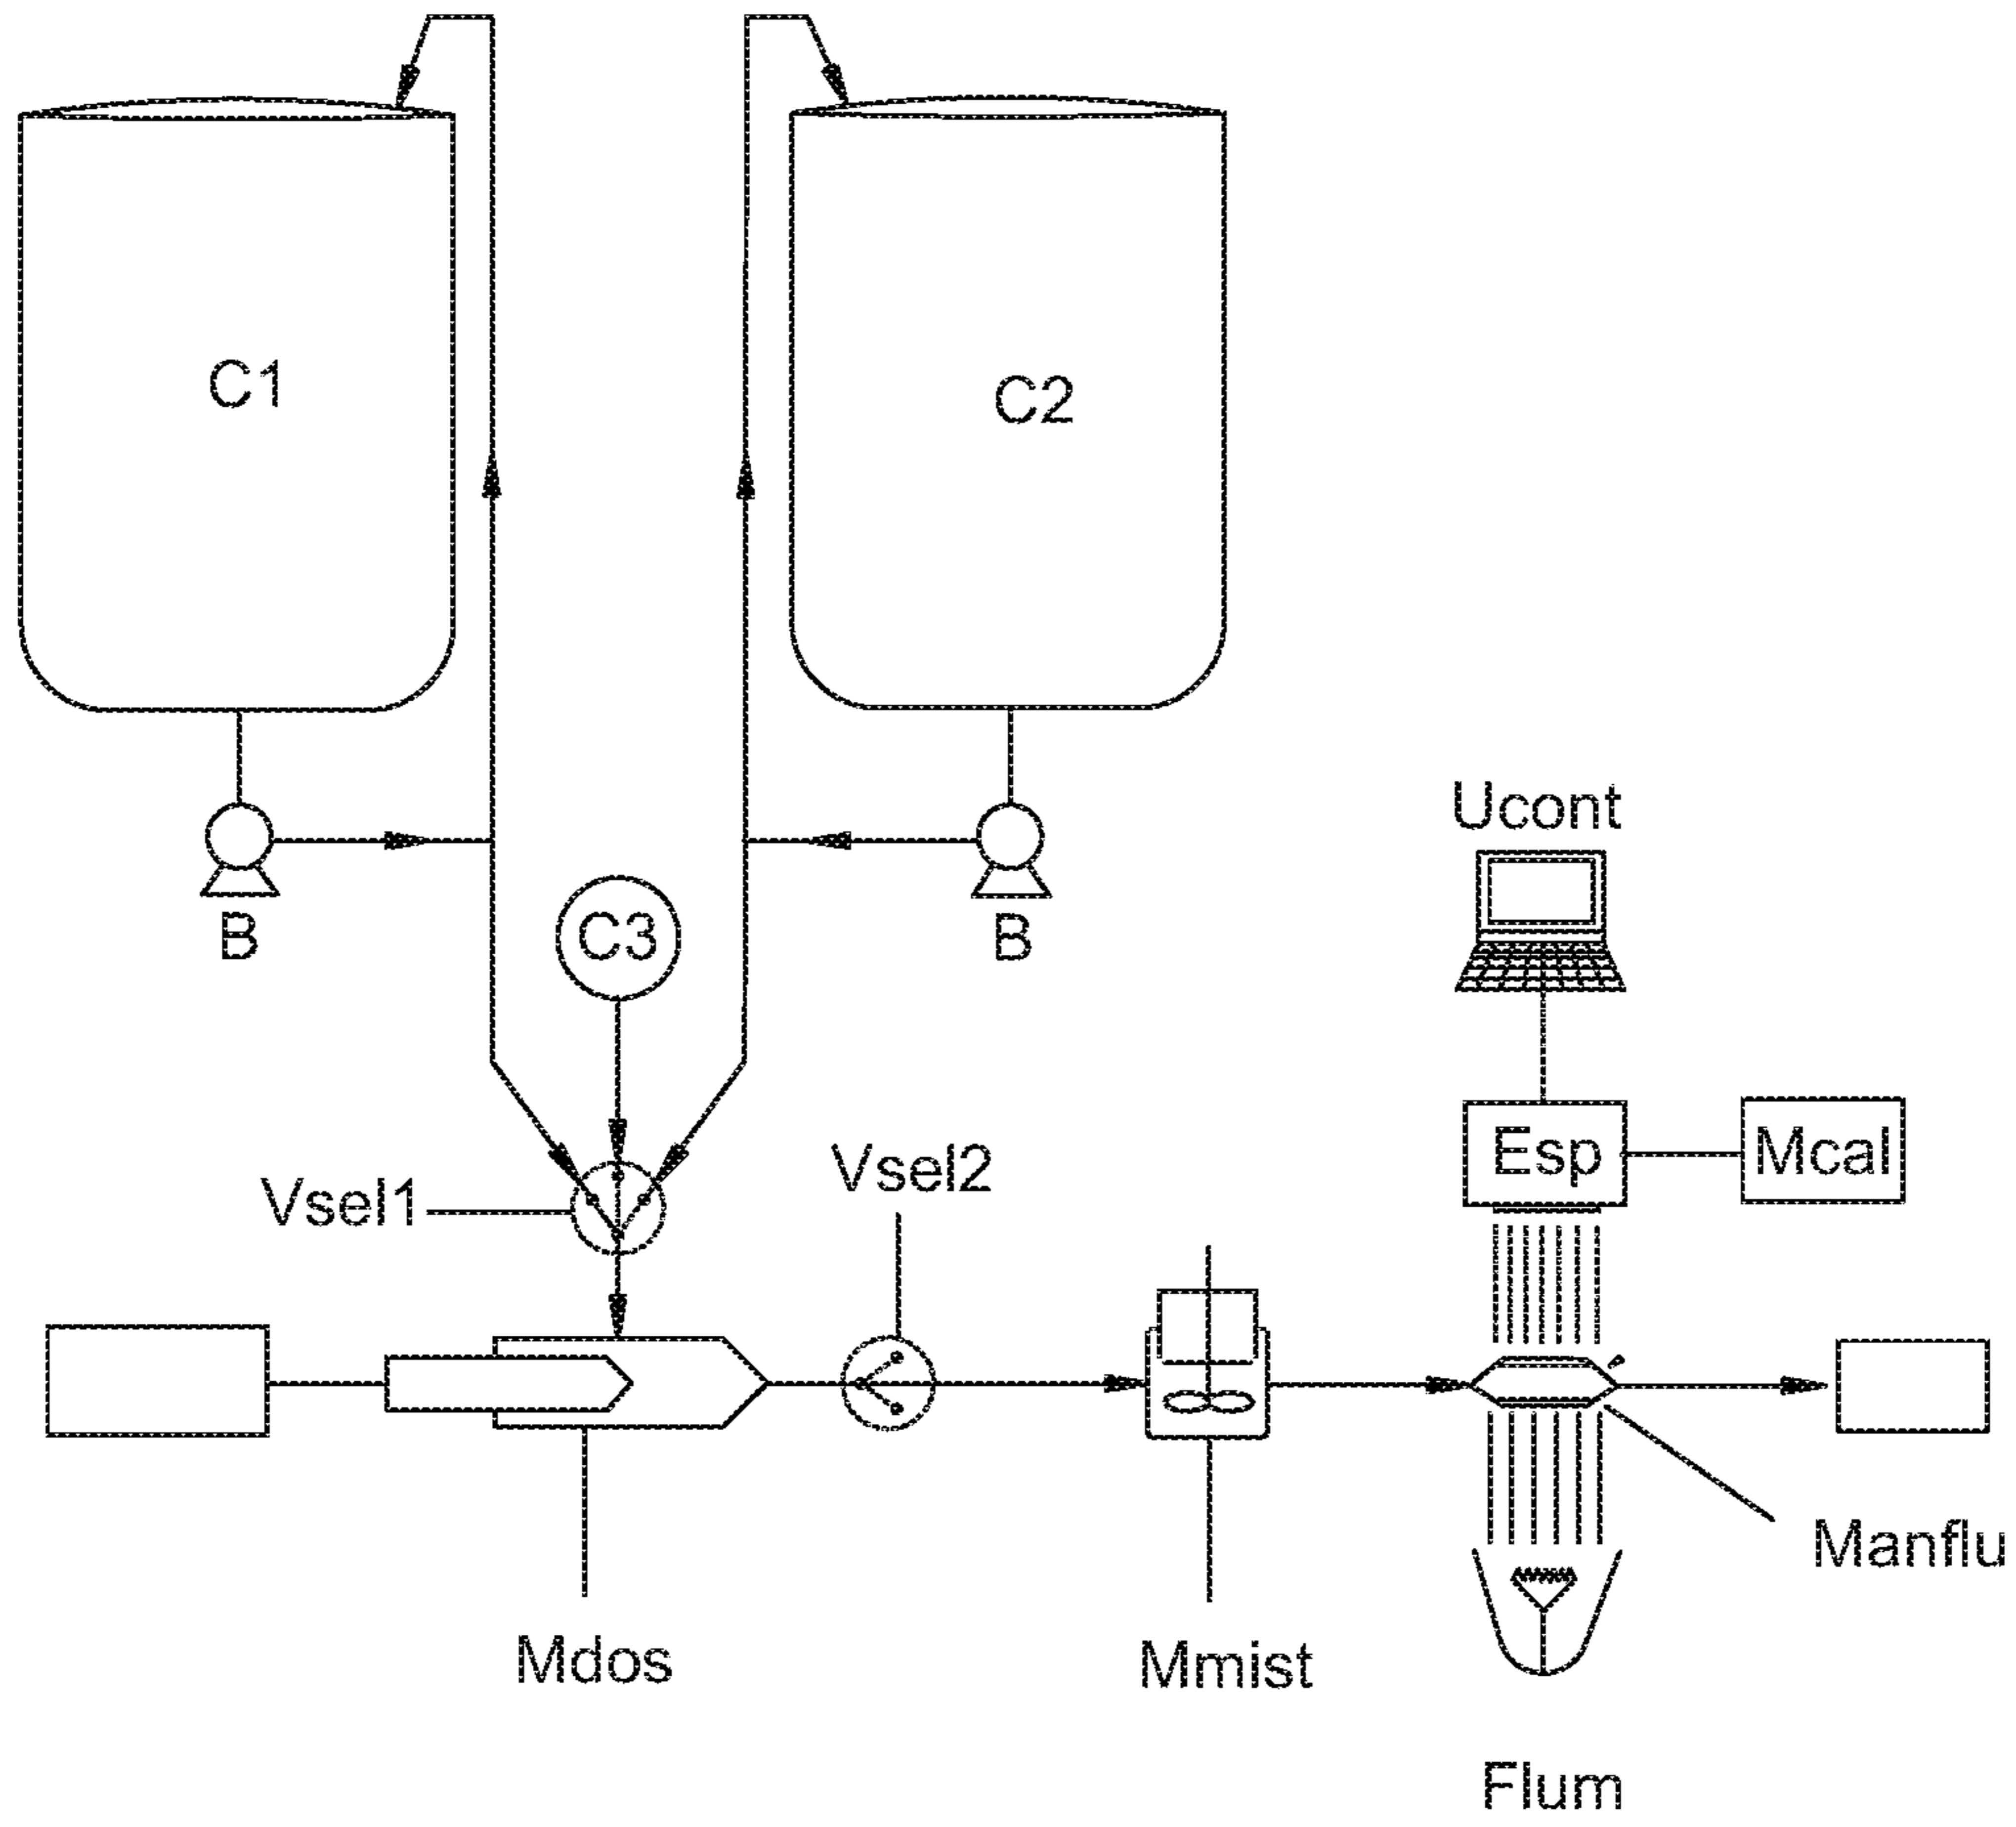 C1
C2
Ucont
B
C3
B
Esp
Mcal
Vsel1
Vsel2
Manflu
Mdos
Mmist
Flum